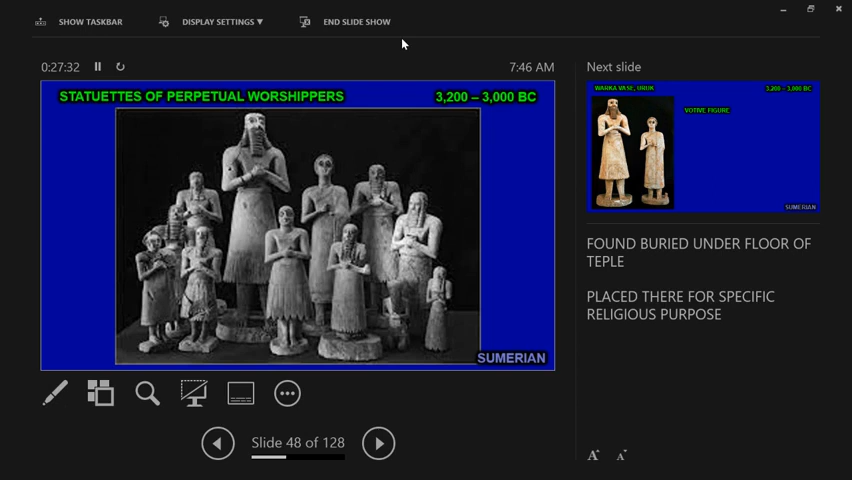 SHOW TASKBAR DISPLAY SETTINGS ▼ END SLIDE SHOW
0:27:32 7:46 AM
STATUETTES OF PERPETUAL WORSHIPPERS 3,200 – 3,000 BC
SUMERIAN
Slide 48 of 128
Next slide
WARKA VASE, URUK 3,200 – 3,000 BC
VOTIVE FIGURE
SUMERIAN
FOUND BURIED UNDER FLOOR OF
TEPLE
PLACED THERE FOR SPECIFIC
RELIGIOUS PURPOSE
A A